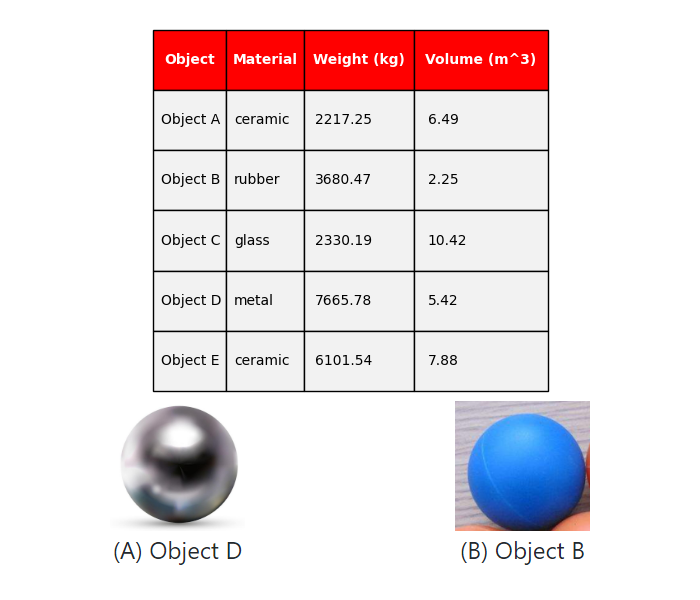 Object Material Weight (kg) Volume (m^3)
Object A ceramic 2217.25 6.49
Object B rubber 3680.47 2.25
Object C glass 2330.19 10.42
Object D metal 7665.78 5.42
Object E ceramic 6101.54 7.88
(A) Object D (B) Object B